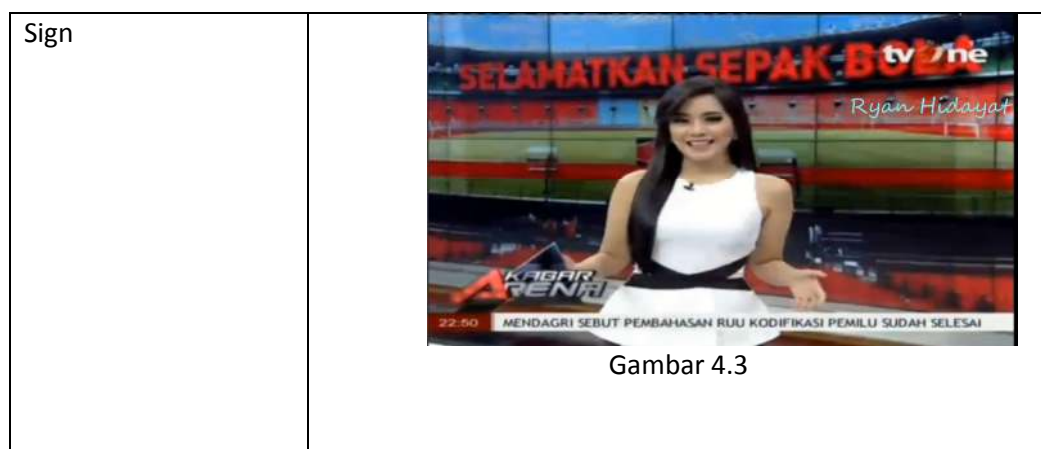 Sign
SELAMATKAN SEPAK BOLA
tvOne
Ryan Hidayat
KABAR
ARENA
22:50 MENDAGRI SEBUT PEMBAHASAN RUU KODIFIKASI PEMILU SUDAH SELESAI
Gambar 4.3